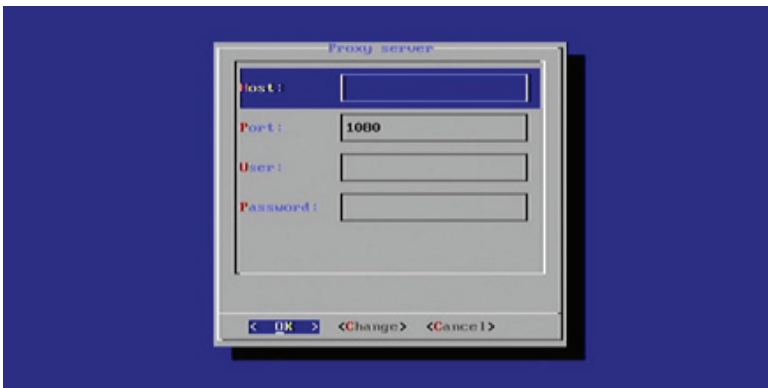 Proxy server
Host:
Port: 1080
User:
Password:
< OK > <Change> <Cancel>